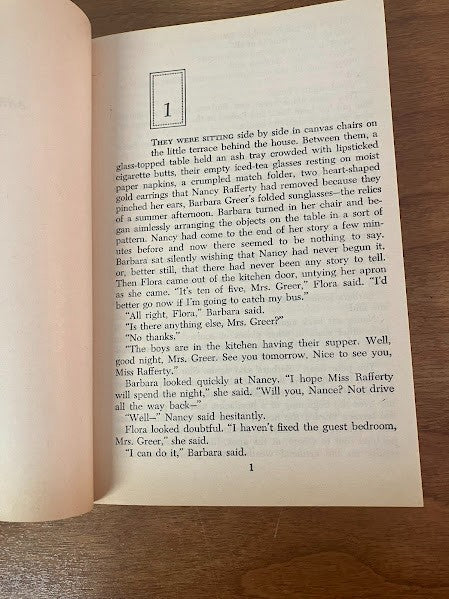 1
THEY WERE SITTING side by side in canvas chairs on
the little terrace behind the house. Between them, a
glass-topped table held an ash tray crowded with lipsticked
cigarette butts, their empty iced-tea glasses resting on moist
paper napkins, a crumpled match folder, two heart-shaped
gold earrings that Nancy Rafferty had removed because they
pinched her ears, Barbara Greer's folded sunglasses—the relics
of a summer afternoon. Barbara turned in her chair and be-
gan aimlessly arranging the objects on the table in a sort of
pattern. Nancy had come to the end of her story a few min-
utes before and now there seemed to be nothing to say.
Barbara sat silently wishing that Nancy had never begun it,
or, better still, that there had never been any story to tell.
Then Flora came out of the kitchen door, untying her apron
as she came. "It's ten of five, Mrs. Greer," Flora said. "I'd
better go now if I'm going to catch my bus."
"All right, Flora," Barbara said.
"Is there anything else, Mrs. Greer?"
"No thanks."
"The boys are in the kitchen having their supper. Well,
good night, Mrs. Greer. See you tomorrow. Nice to see you,
Miss Rafferty."
Barbara looked quickly at Nancy. "I hope Miss Rafferty
will spend the night," she said. "Will you, Nance? Not drive
all the way back—"
"Well—" Nancy said hesitantly.
Flora looked doubtful. "I haven't fixed the guest bedroom,
Mrs. Greer," she said.
"I can do it," Barbara said.
1